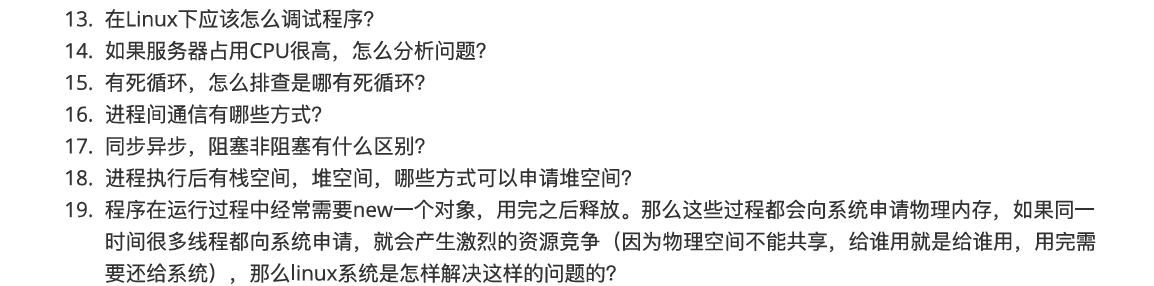 13. 在Linux下应该怎么调试程序?
14. 如果服务器占用CPU很高，怎么分析问题?
15. 有死循环，怎么排查是哪有死循环?
16. 进程间通信有哪些方式?
17. 同步异步，阻塞非阻塞有什么区别?
18. 进程执行后有栈空间，堆空间，哪些方式可以申请堆空间?
19. 程序在运行过程中经常需要new一个对象，用完之后释放。那么这些过程都会向系统申请物理内存，如果同一
时间很多线程都向系统申请，就会产生激烈的资源竞争（因为物理空间不能共享，给谁用就是给谁用，用完需
要还给系统），那么linux系统是怎样解决这样的问题的?